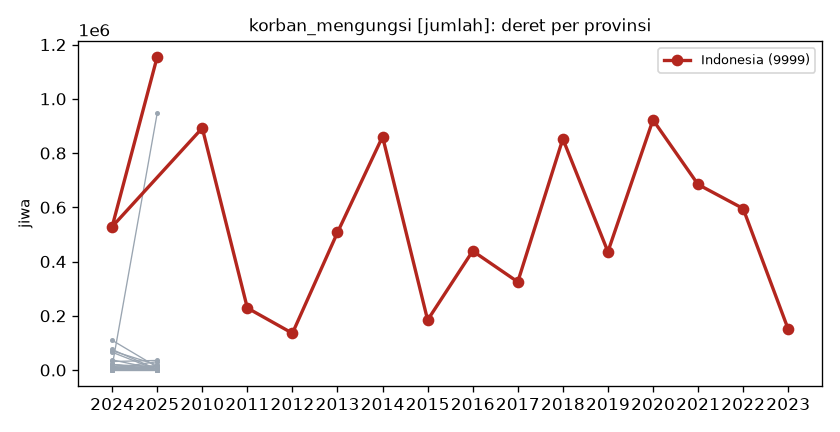 korban_mengungsi [jumlah]: deret per provinsi
1e6
Indonesia (9999)
1.2
1.0
0.8
0.6
0.4
0.2
0.0
jiwa
2024 2025 2010 2011 2012 2013 2014 2015 2016 2017 2018 2019 2020 2021 2022 2023